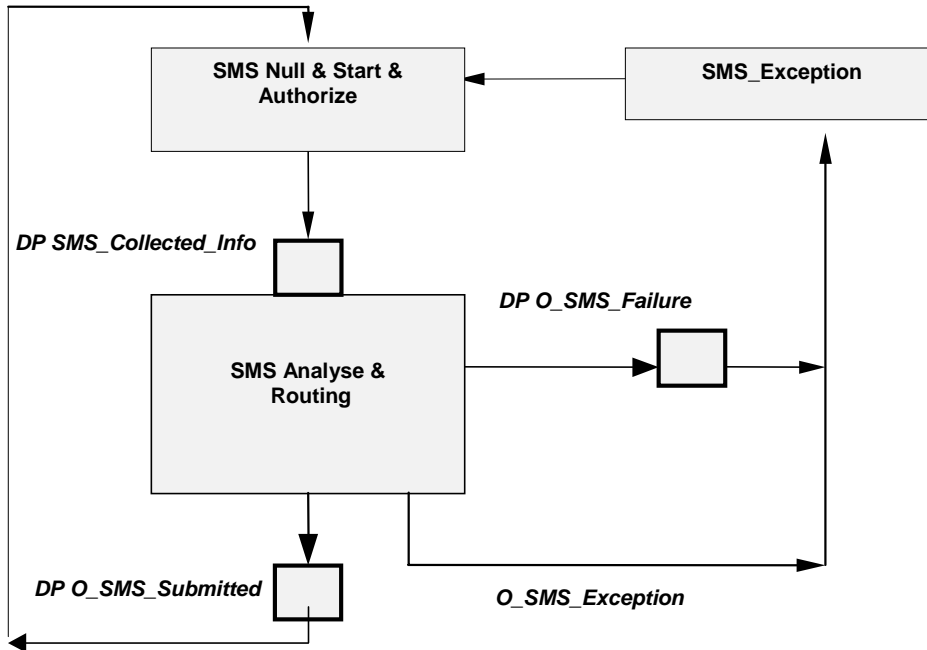 SMS Null & Start &
Authorize
SMS_Exception
DP SMS_Collected_Info
DP O_SMS_Failure
SMS Analyse &
Routing
DP O_SMS_Submitted
O_SMS_Exception